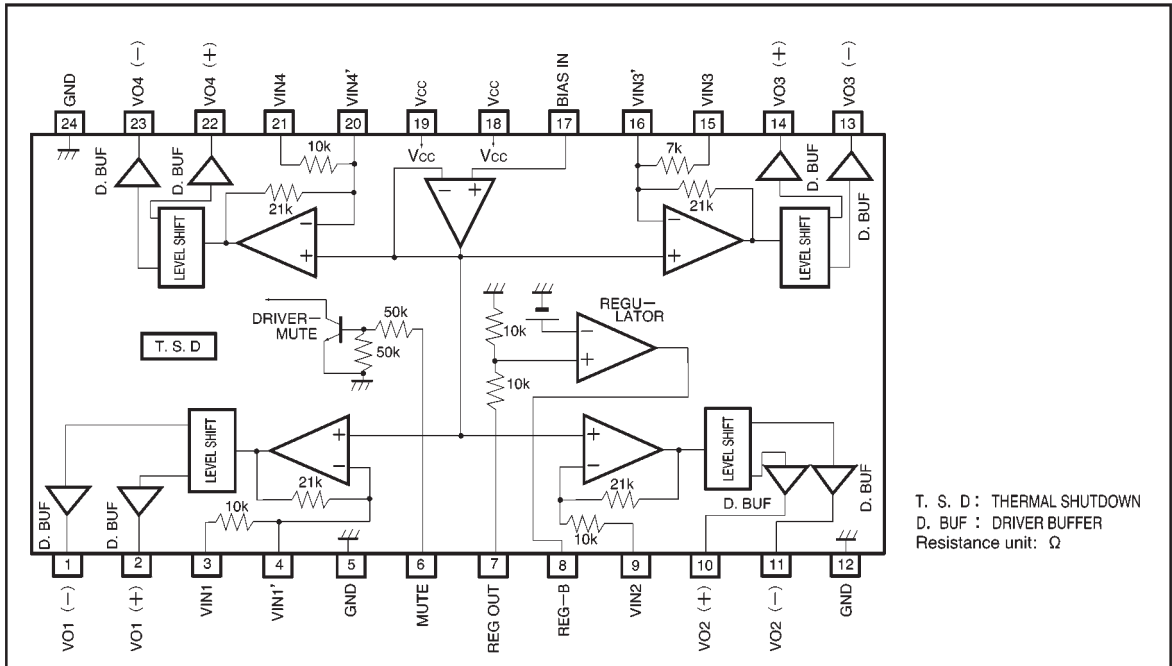 GND
VO4 (−)
VO4 (+)
VIN4
VIN4'
VCC
VCC
BIAS IN
VIN3'
VIN3
VO3 (+)
VO3 (−)
24
23
22
21
20
19
18
17
16
15
14
13
D. BUF
D. BUF
10k
VCC
VCC
7k
D. BUF
D. BUF
21k
− +
21k
LEVEL SHIFT
−
+
−
+
LEVEL SHIFT
DRIVER−
MUTE
50k
50k
10k
10k
REGU−
LATOR
−
+
T. S. D
LEVEL SHIFT
+
−
+
−
LEVEL SHIFT
21k
21k
D. BUF
D. BUF
10k
10k
D. BUF
D. BUF
T. S. D : THERMAL SHUTDOWN
D. BUF : DRIVER BUFFER
Resistance unit: Ω
1
2
3
4
5
6
7
8
9
10
11
12
VO1 (−)
VO1 (+)
VIN1
VIN1'
GND
MUTE
REG OUT
REG−B
VIN2
VO2 (+)
VO2 (−)
GND